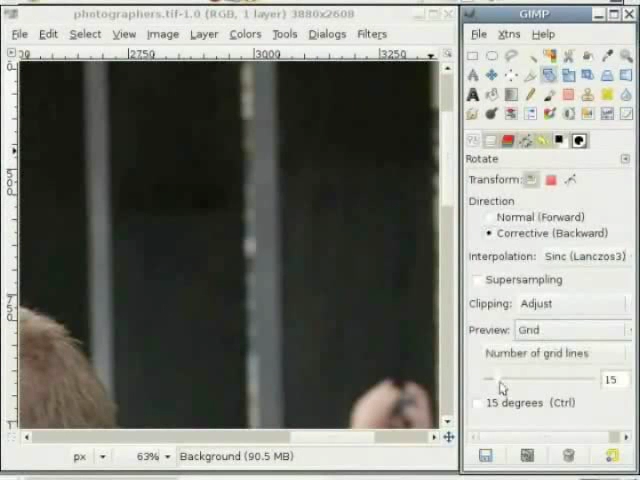 photographers.tif-1.0 (RGB, 1 layer) 3880x2608
File Edit Select View Image Layer Colors Tools Dialogs Filters
2750 3000 3250
px 63% Background (90.5 MB)
GIMP
File Xtns Help
Rotate
Transform:
Direction
Normal (Forward)
Corrective (Backward)
Interpolation: Sinc (Lanczos3)
Supersampling
Clipping: Adjust
Preview: Grid
Number of grid lines
15
15 degrees (Ctrl)